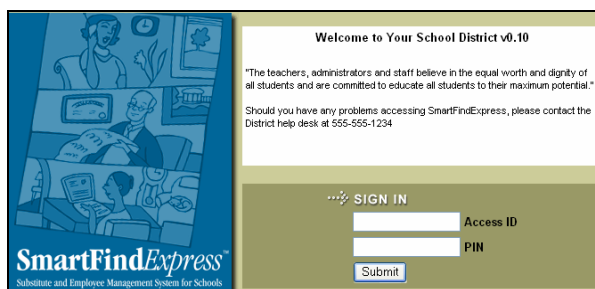 Welcome to Your School District v0.10
"The teachers, administrators and staff believe in the equal worth and dignity of
all students and are committed to educate all students to their maximum potential."
Should you have any problems accessing SmartFindExpress, please contact the
District help desk at 555-555-1234
SIGN IN
Access ID
PIN
Submit
SmartFindExpress™
Substitute and Employee Management System for Schools